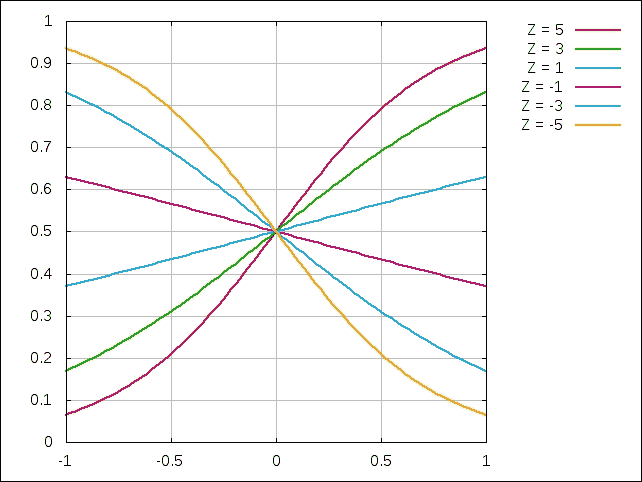 1
0.9
0.8
0.7
0.6
0.5
0.4
0.3
0.2
0.1
0
-1 -0.5 0 0.5 1
Z = 5
Z = 3
Z = 1
Z = -1
Z = -3
Z = -5